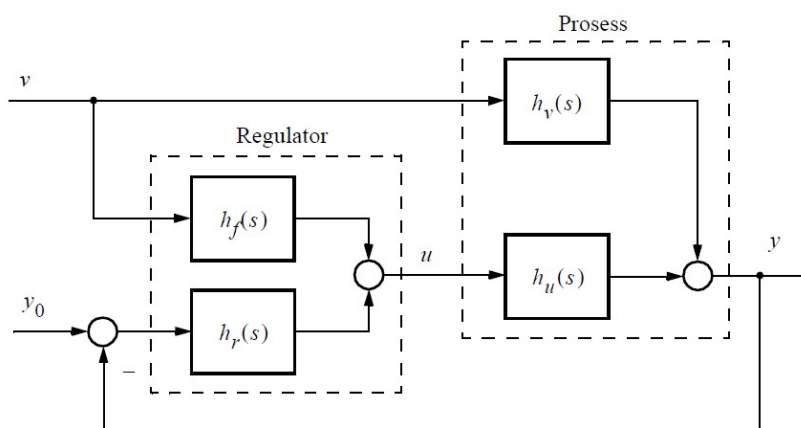 Prosess
v
h_v(s)
Regulator
h_f(s)
u
h_u(s)
y
y_0
h_r(s)
−